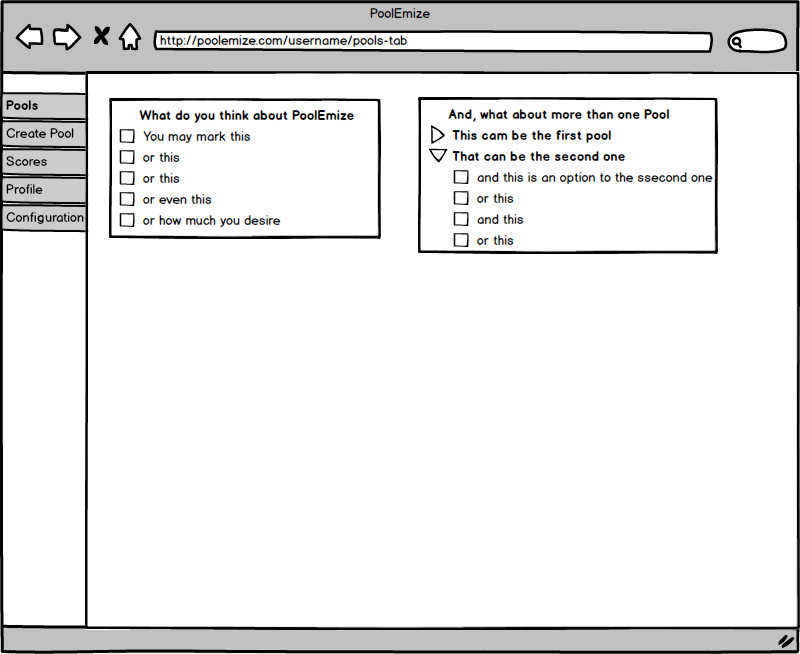 PoolEmize
http://poolemize.com/username/pools-tab
Pools
Create Pool
Scores
Profile
Configuration
What do you think about PoolEmize
You may mark this
or this
or this
or even this
or how much you desire
And, what about more than one Pool
This cam be the first pool
That can be the second one
and this is an option to the ssecond one
or this
and this
or this